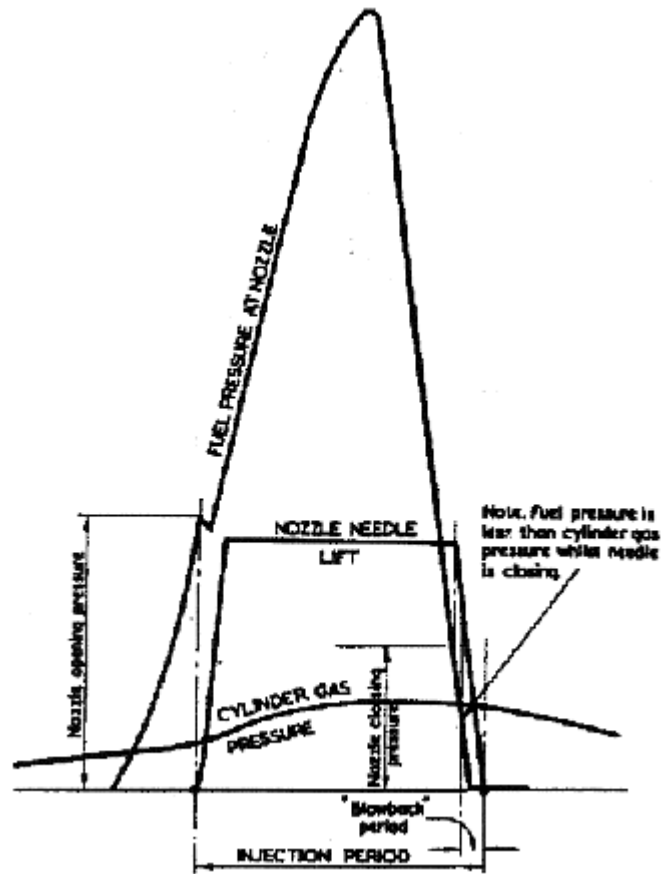 FUEL PRESSURE AT NOZZLE
Note. Fuel pressure is
less than cylinder gas
pressure whilst needle
is closing.
NOZZLE NEEDLE
LIFT
Nozzle opening pressure
CYLINDER GAS
PRESSURE
Nozzle closing
pressure
"Blowback"
period
INJECTION PERIOD